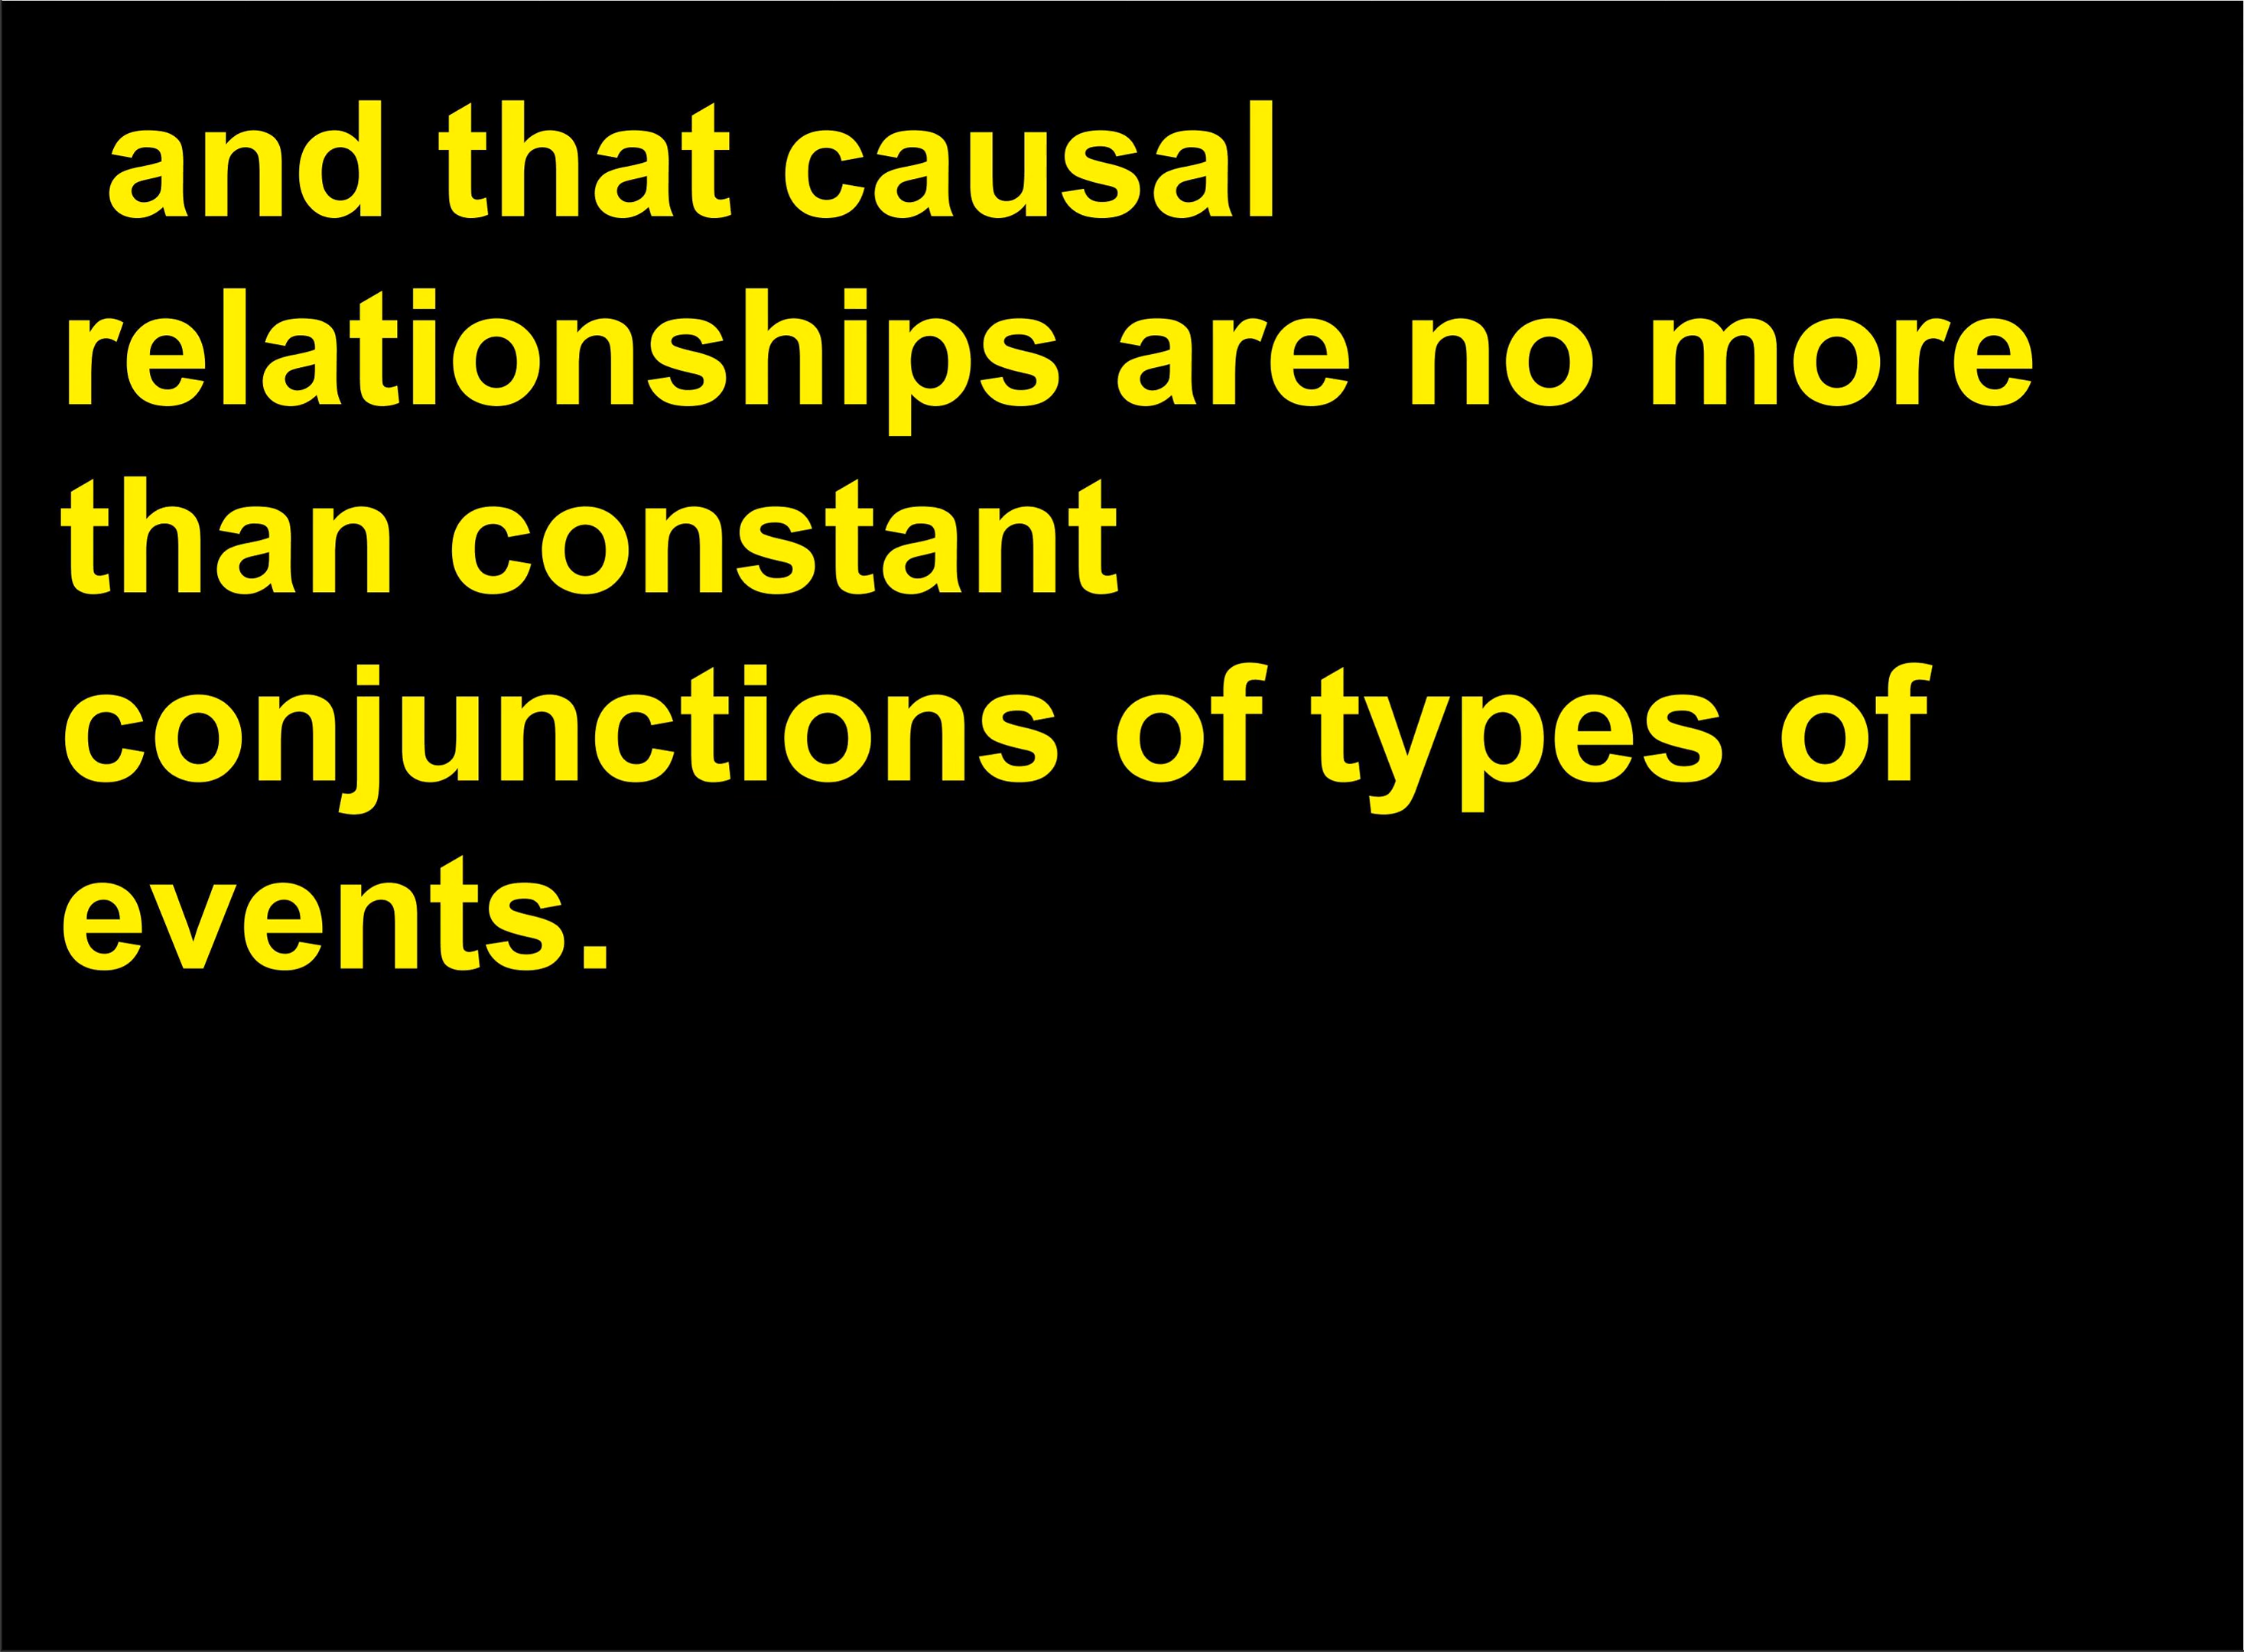 and that causal
relationships are no more
than constant
conjunctions of types of
events.